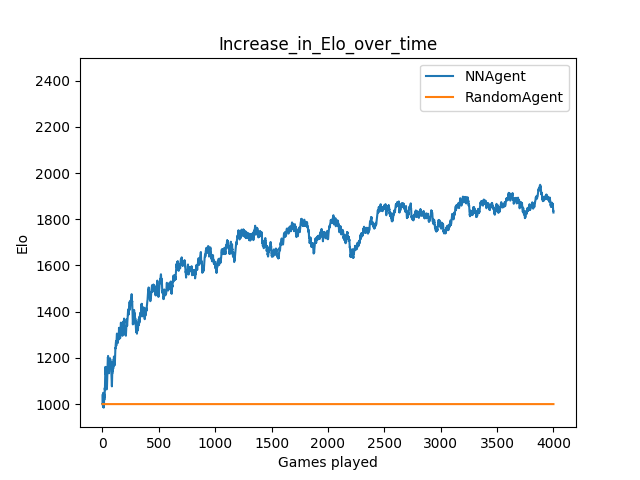 Increase_in_Elo_over_time
NNAgent
RandomAgent
2400
2200
2000
1800
1600
1400
1200
1000
Elo
0 500 1000 1500 2000 2500 3000 3500 4000
Games played